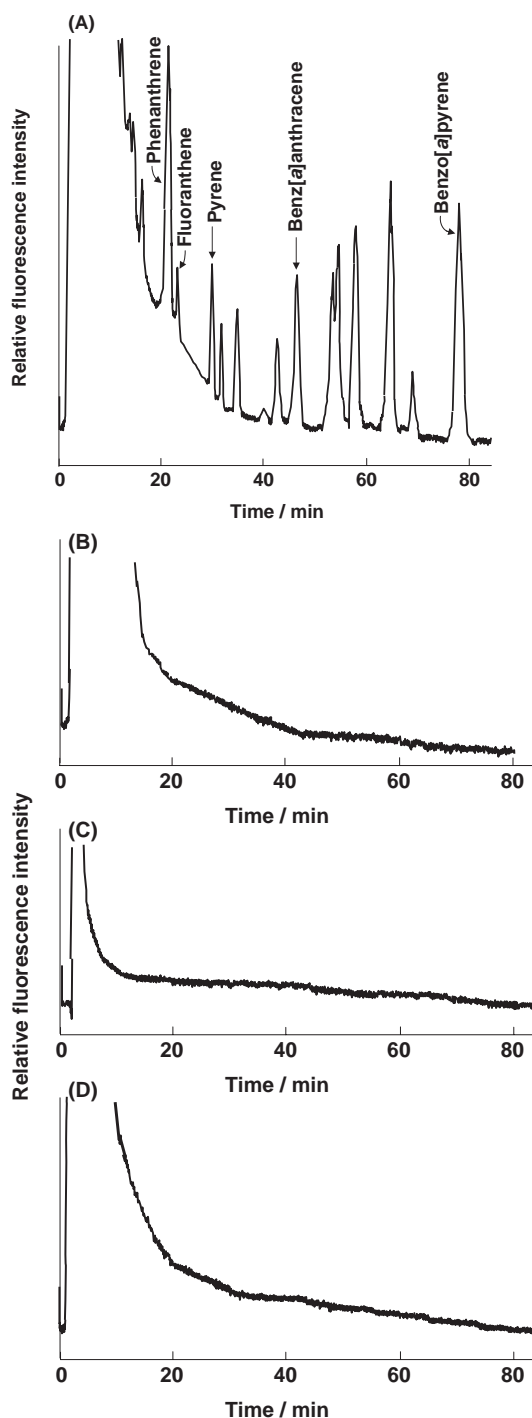 (A)
Relative fluorescence intensity
Phenanthrene
Fluoranthene
Pyrene
Benz[a]anthracene
Benzo[a]pyrene
0 20 40 60 80
Time / min
(B)
0 20 40 60 80
Time / min
Relative fluorescence intensity
(C)
0 20 40 60 80
Time / min
(D)
0 20 40 60 80
Time / min